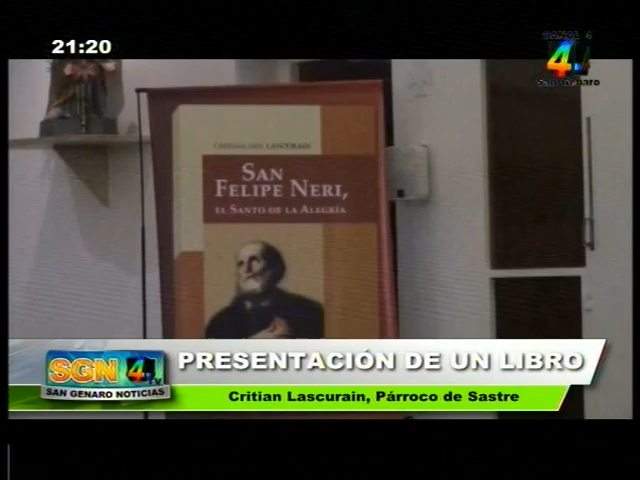 21:20
CANAL 4
4
SAN GENARO
LASCURAIN
SAN
FELIPE NERI,
EL SANTO DE LA ALEGRÍA
SGN 4TV
SAN GENARO NOTICIAS
PRESENTACIÓN DE UN LIBRO
Critian Lascurain, Párroco de Sastre